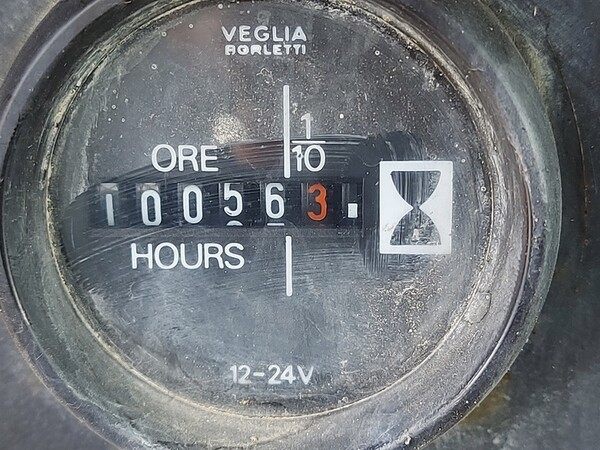 VEGLIA
BORLETTI
1
ORE 10
100563
HOURS
12-24V